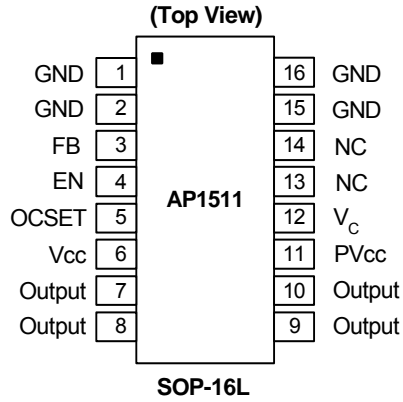 (Top View)
GND 1 16 GND
GND 2 15 GND
FB 3 14 NC
EN 4 13 NC
AP1511
OCSET 5 12 VC
Vcc 6 11 PVcc
Output 7 10 Output
Output 8 9 Output
SOP-16L